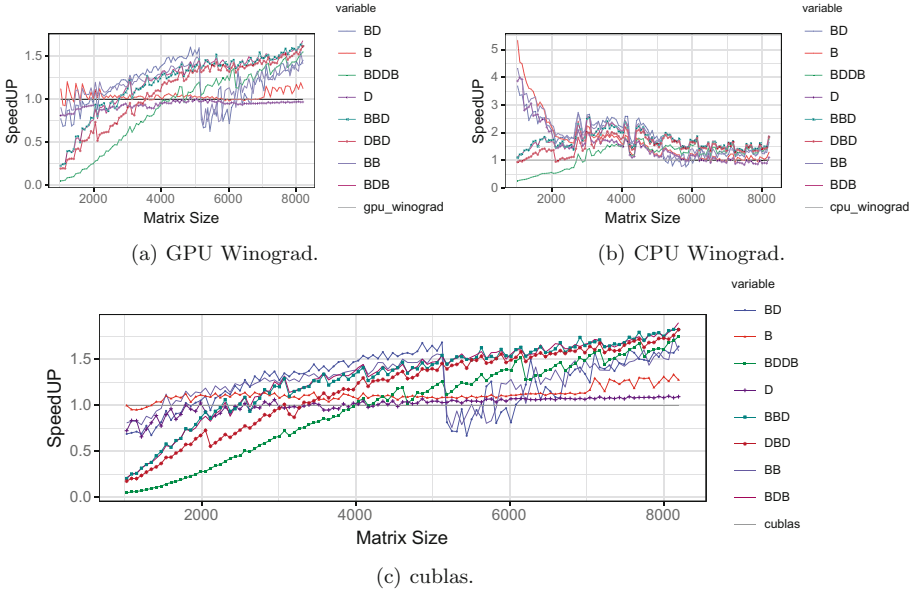 variable
BD
B
BDDB
D
BBD
DBD
BB
BDB
gpu_winograd
SpeedUP
1.5
1.0
0.5
0.0
2000 4000 6000 8000
Matrix Size
(a) GPU Winograd.
variable
BD
B
BDDB
D
BBD
DBD
BB
BDB
cpu_winograd
SpeedUP
5
4
3
2
1
0
2000 4000 6000 8000
Matrix Size
(b) CPU Winograd.
variable
BD
B
BDDB
D
BBD
DBD
BB
BDB
cublas
SpeedUP
1.5
1.0
0.5
0.0
2000 4000 6000 8000
Matrix Size
(c) cublas.